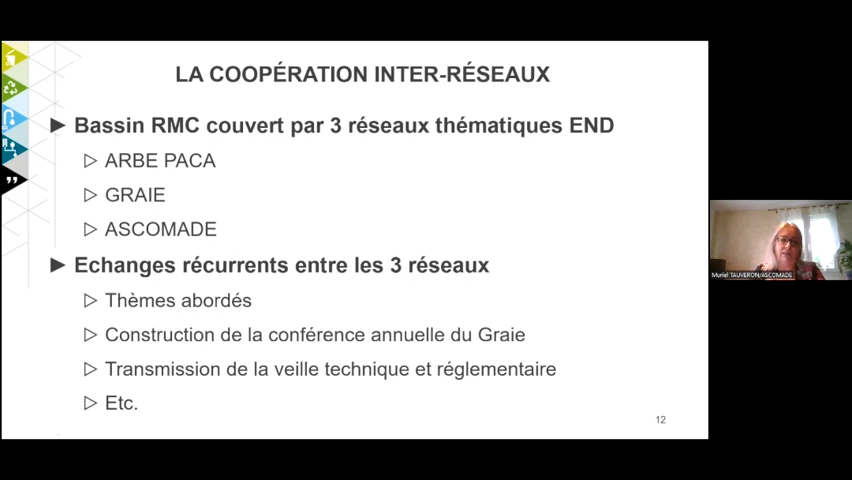 LA COOPÉRATION INTER-RÉSEAUX
Bassin RMC couvert par 3 réseaux thématiques END
ARBE PACA
GRAIE
ASCOMADE
Echanges récurrents entre les 3 réseaux
Thèmes abordés
Construction de la conférence annuelle du Graie
Transmission de la veille technique et réglementaire
Etc.
12
Muriel TAUVERON/ASCOMADE